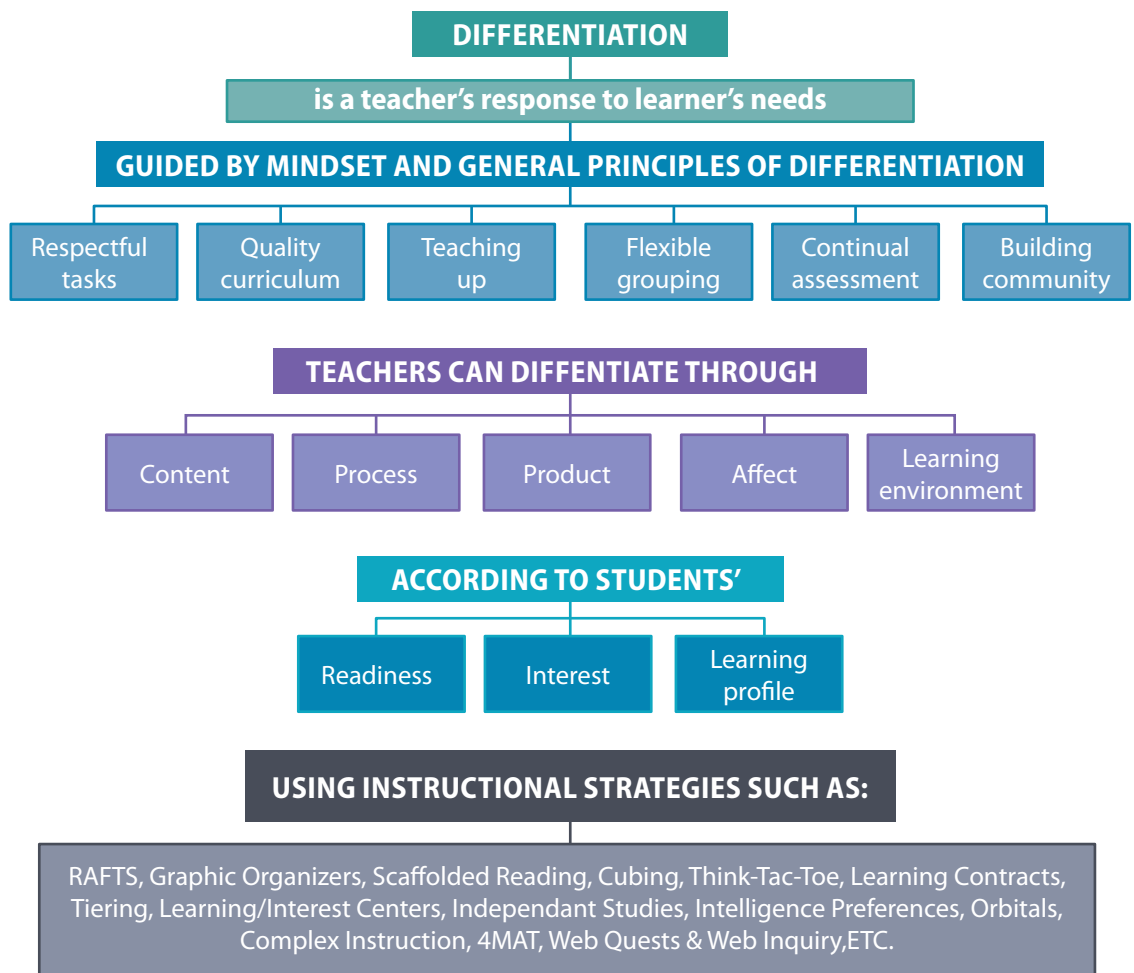 DIFFERENTIATION
is a teacher’s response to learner’s needs
GUIDED BY MINDSET AND GENERAL PRINCIPLES OF DIFFERENTIATION
Respectful
tasks
Quality
curriculum
Teaching
up
Flexible
grouping
Continual
assessment
Building
community
TEACHERS CAN DIFFENTIATE THROUGH
Content
Process
Product
Affect
Learning
environment
ACCORDING TO STUDENTS’
Readiness
Interest
Learning
profile
USING INSTRUCTIONAL STRATEGIES SUCH AS:
RAFTS, Graphic Organizers, Scaffolded Reading, Cubing, Think-Tac-Toe, Learning Contracts,
Tiering, Learning/Interest Centers, Independant Studies, Intelligence Preferences, Orbitals,
Complex Instruction, 4MAT, Web Quests & Web Inquiry,ETC.